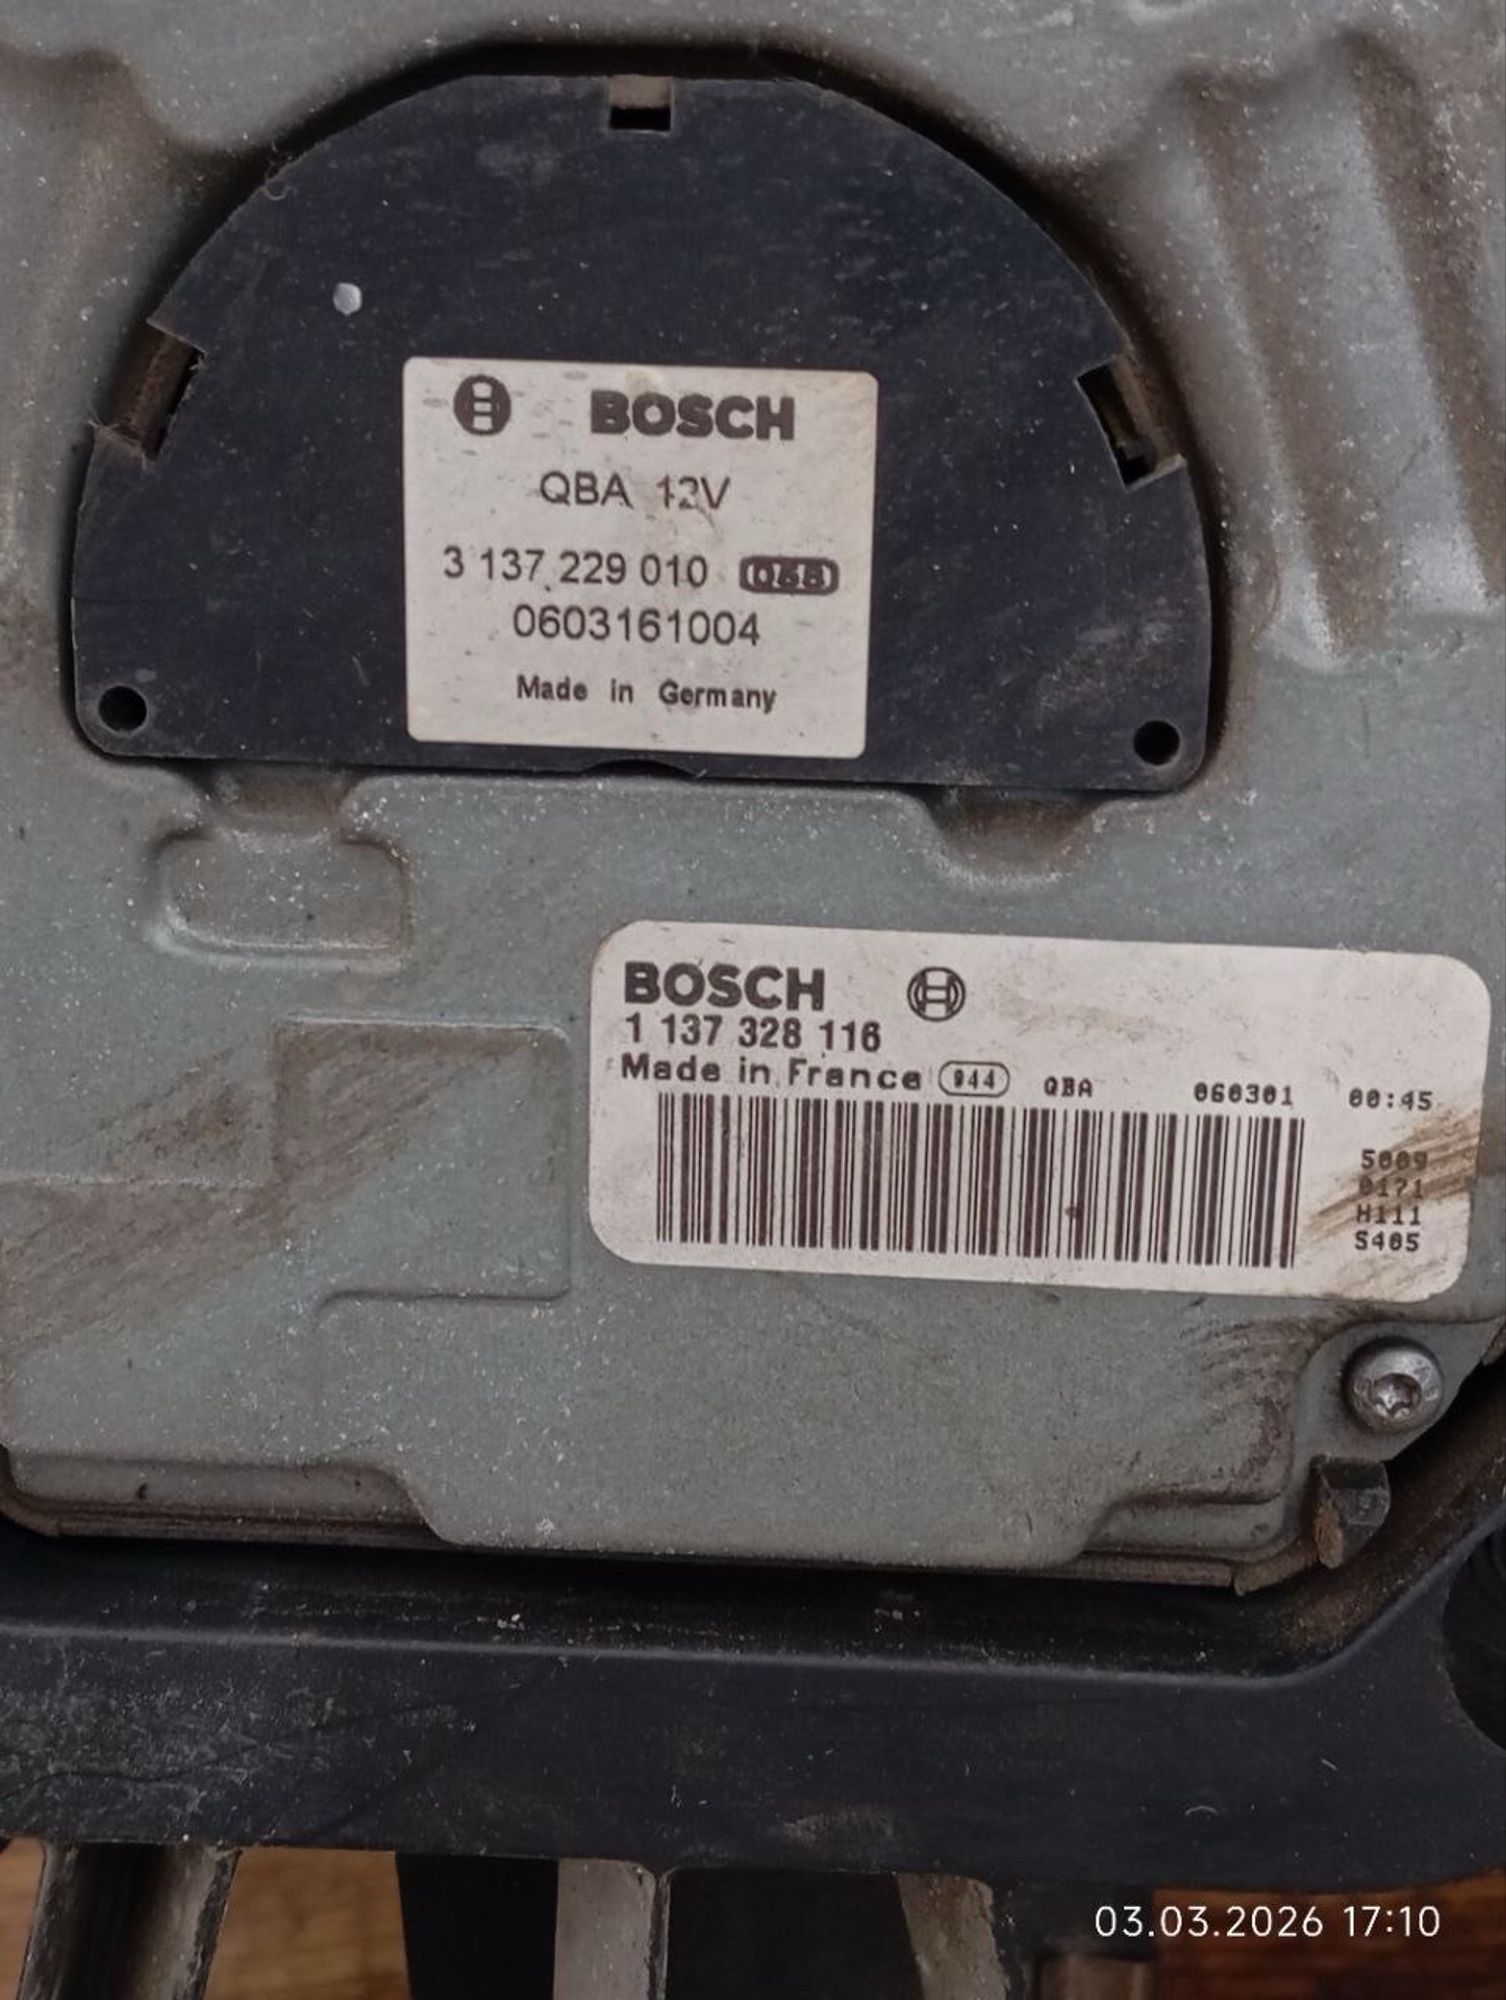 BOSCH
QBA 12V
3 137 229 010
0603161004
Made in Germany
BOSCH
1 137 328 116
Made in France 944 QBA 060301 00:45
5009
0171
H111
S405
03.03.2026 17:10